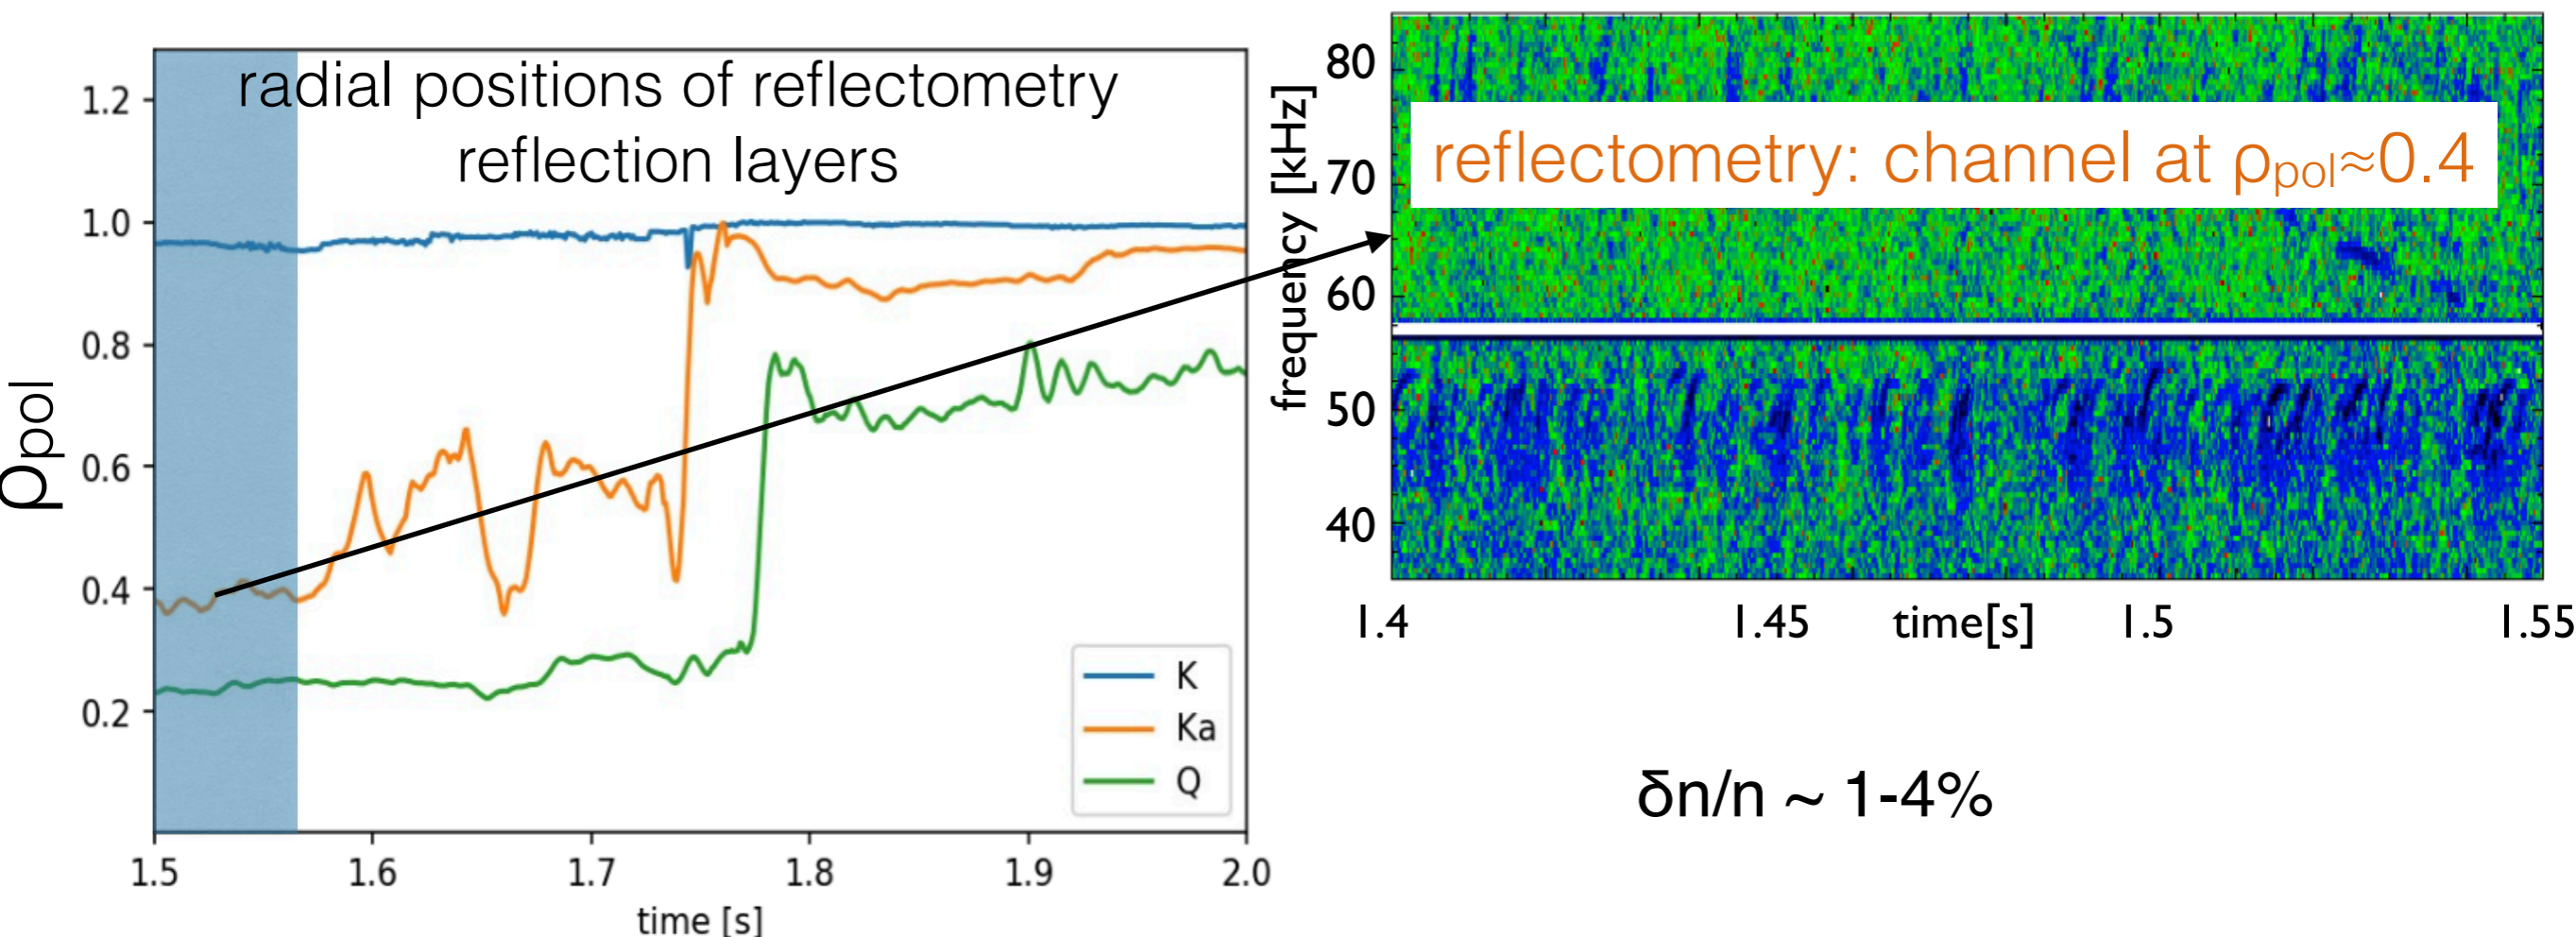 radial positions of reflectometry
reflection layers
ρpol
1.2
1.0
0.8
0.6
0.4
0.2
1.5
1.6
1.7
1.8
1.9
2.0
time [s]
K
Ka
Q
frequency [kHz]
80
70
60
50
40
reflectometry: channel at ρpol≈0.4
1.4
1.45
time[s]
1.5
1.55
δn/n ~ 1-4%